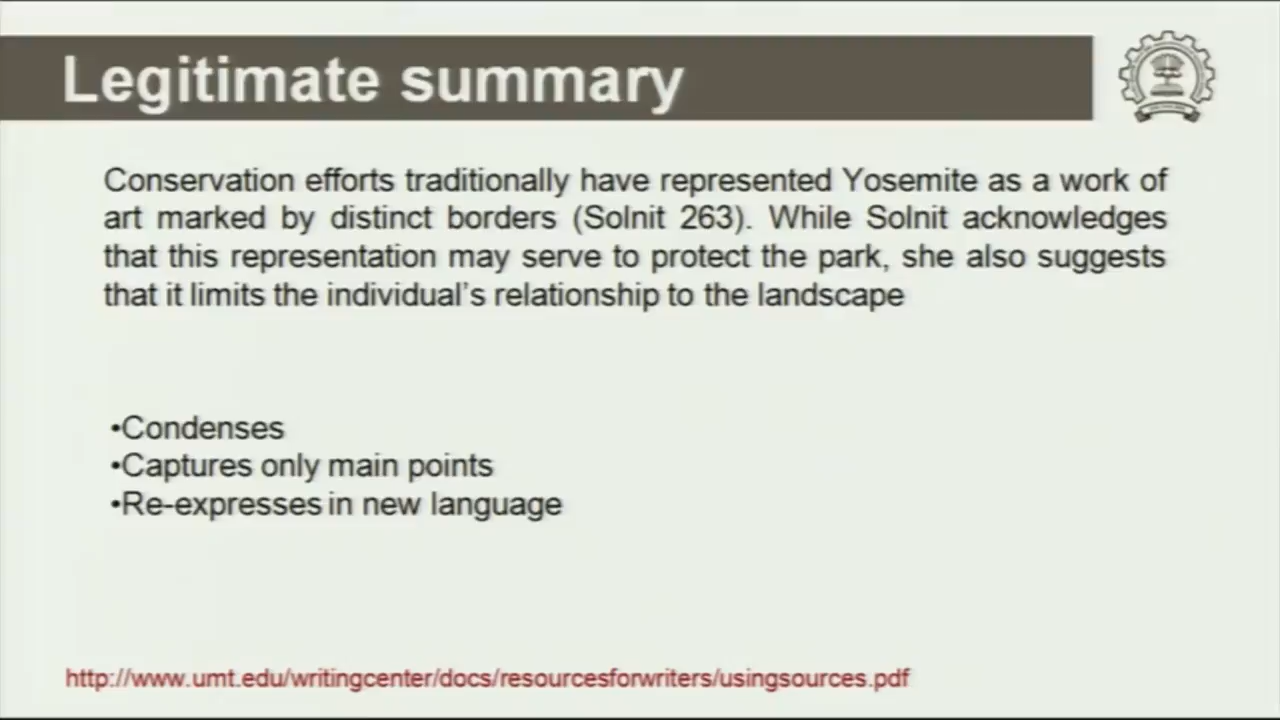 Legitimate summary
Conservation efforts traditionally have represented Yosemite as a work of
art marked by distinct borders (Solnit 263). While Solnit acknowledges
that this representation may serve to protect the park, she also suggests
that it limits the individual's relationship to the landscape
•Condenses
•Captures only main points
•Re-expresses in new language
http://www.umt.edu/writingcenter/docs/resourcesforwriters/usingsources.pdf